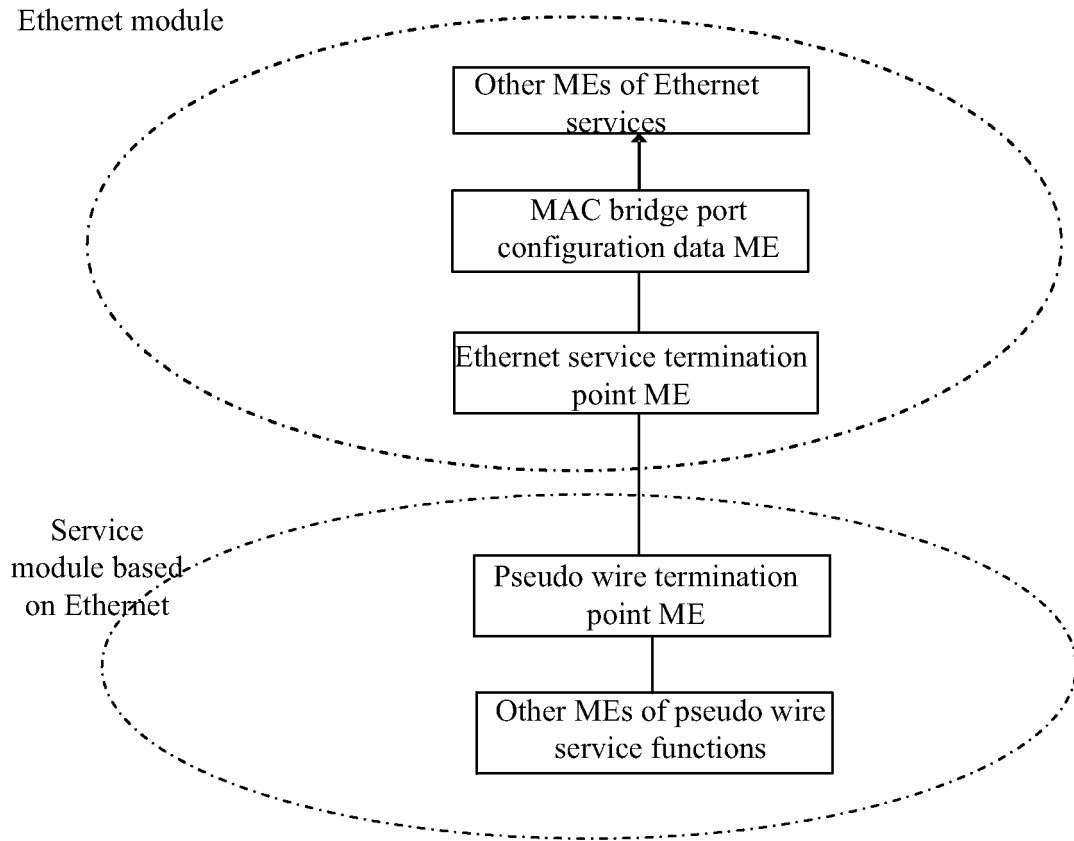 Ethernet module
Other MEs of Ethernet
services
MAC bridge port
configuration data ME
Ethernet service termination
point ME
Service
module based
on Ethernet
Pseudo wire termination
point ME
Other MEs of pseudo wire
service functions